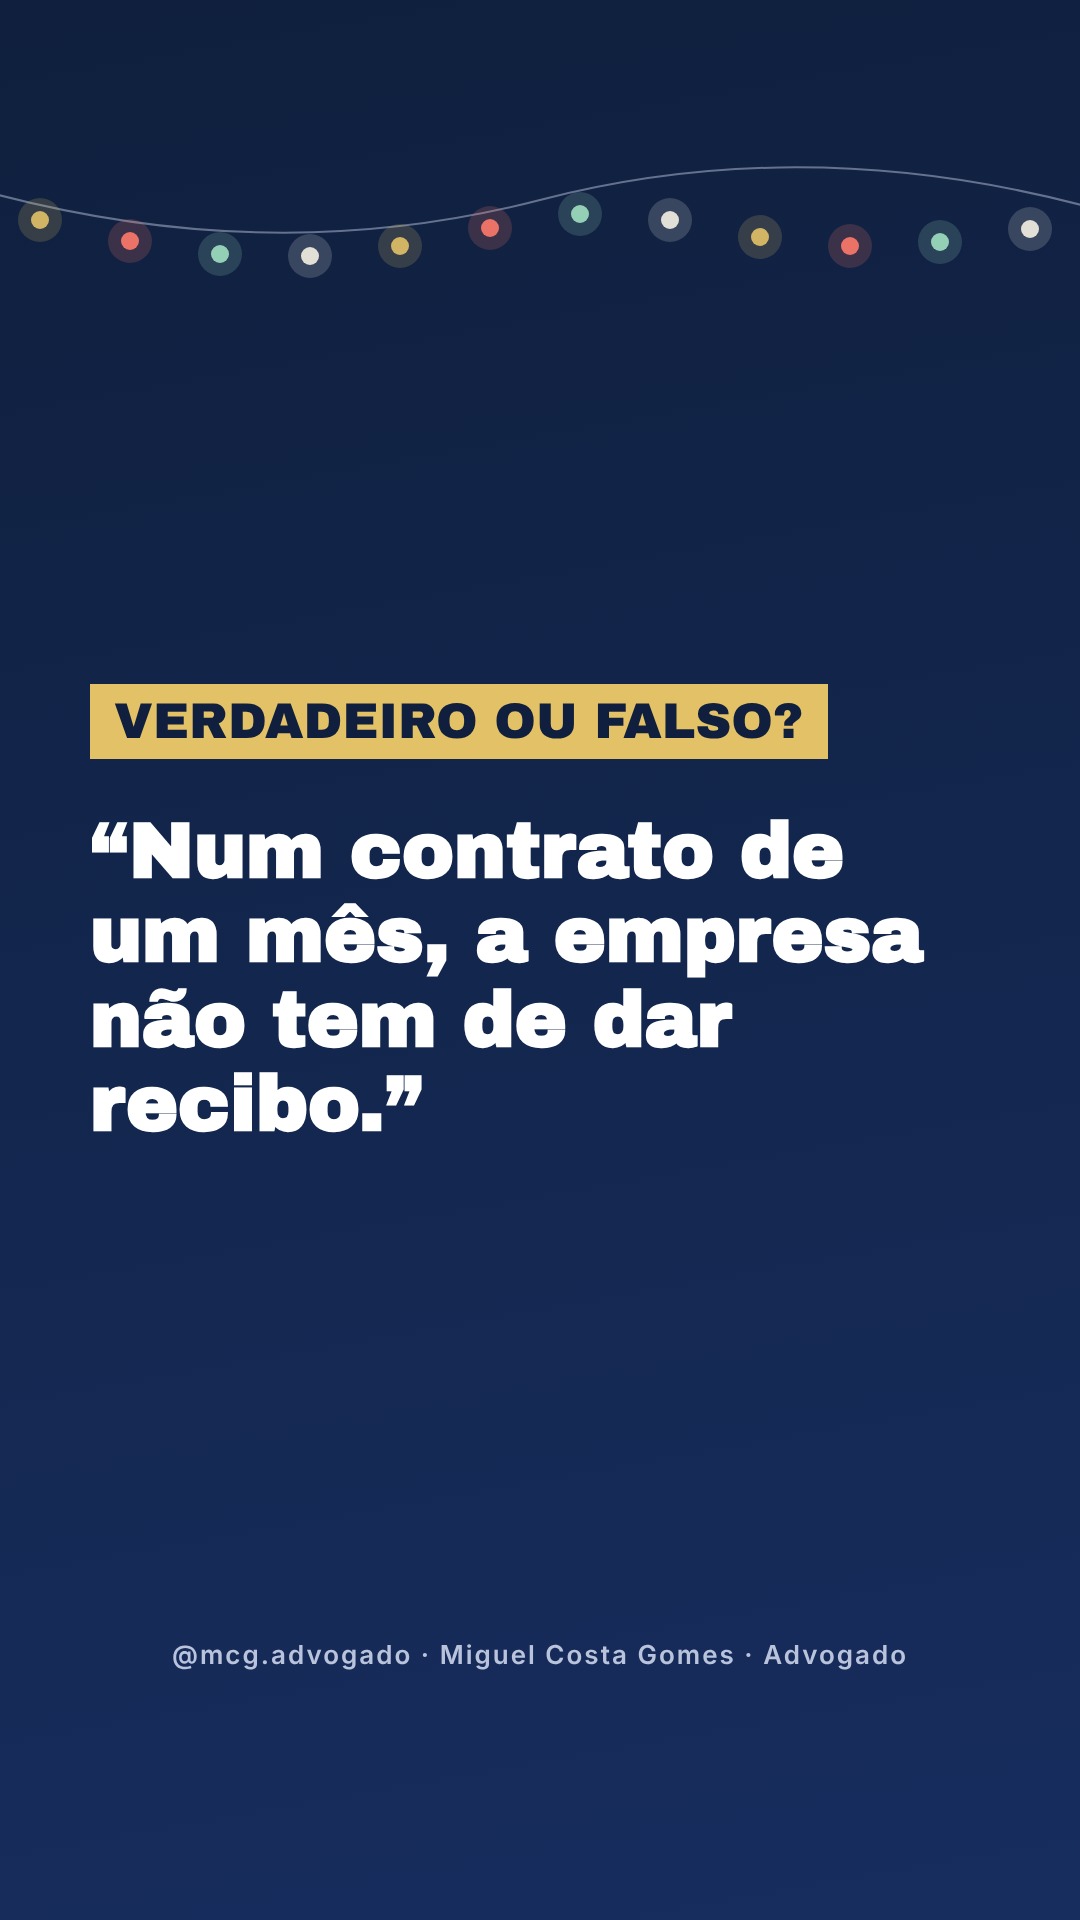 VERDADEIRO OU FALSO?
“Num contrato de
um mês, a empresa
não tem de dar
recibo.”
@mcg.advogado · Miguel Costa Gomes · Advogado